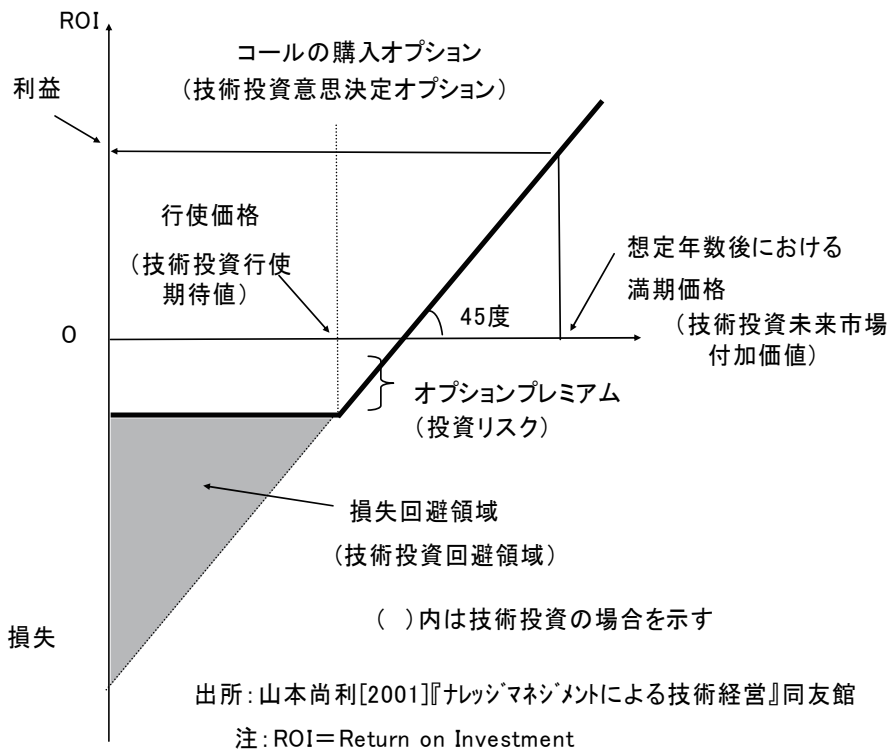 ROI
コールの購入オプション
利益
（技術投資意思決定オプション）
行使価格
（技術投資行使
期待値）
想定年数後における
満期価格
（技術投資未来市場
付加価値）
45度
0
オプションプレミアム
（投資リスク）
損失回避領域
（技術投資回避領域）
（　）内は技術投資の場合を示す
損失
出所：山本尚利[2001]『ナレッジマネジメントによる技術経営』同友館
注：ROI＝Return on Investment